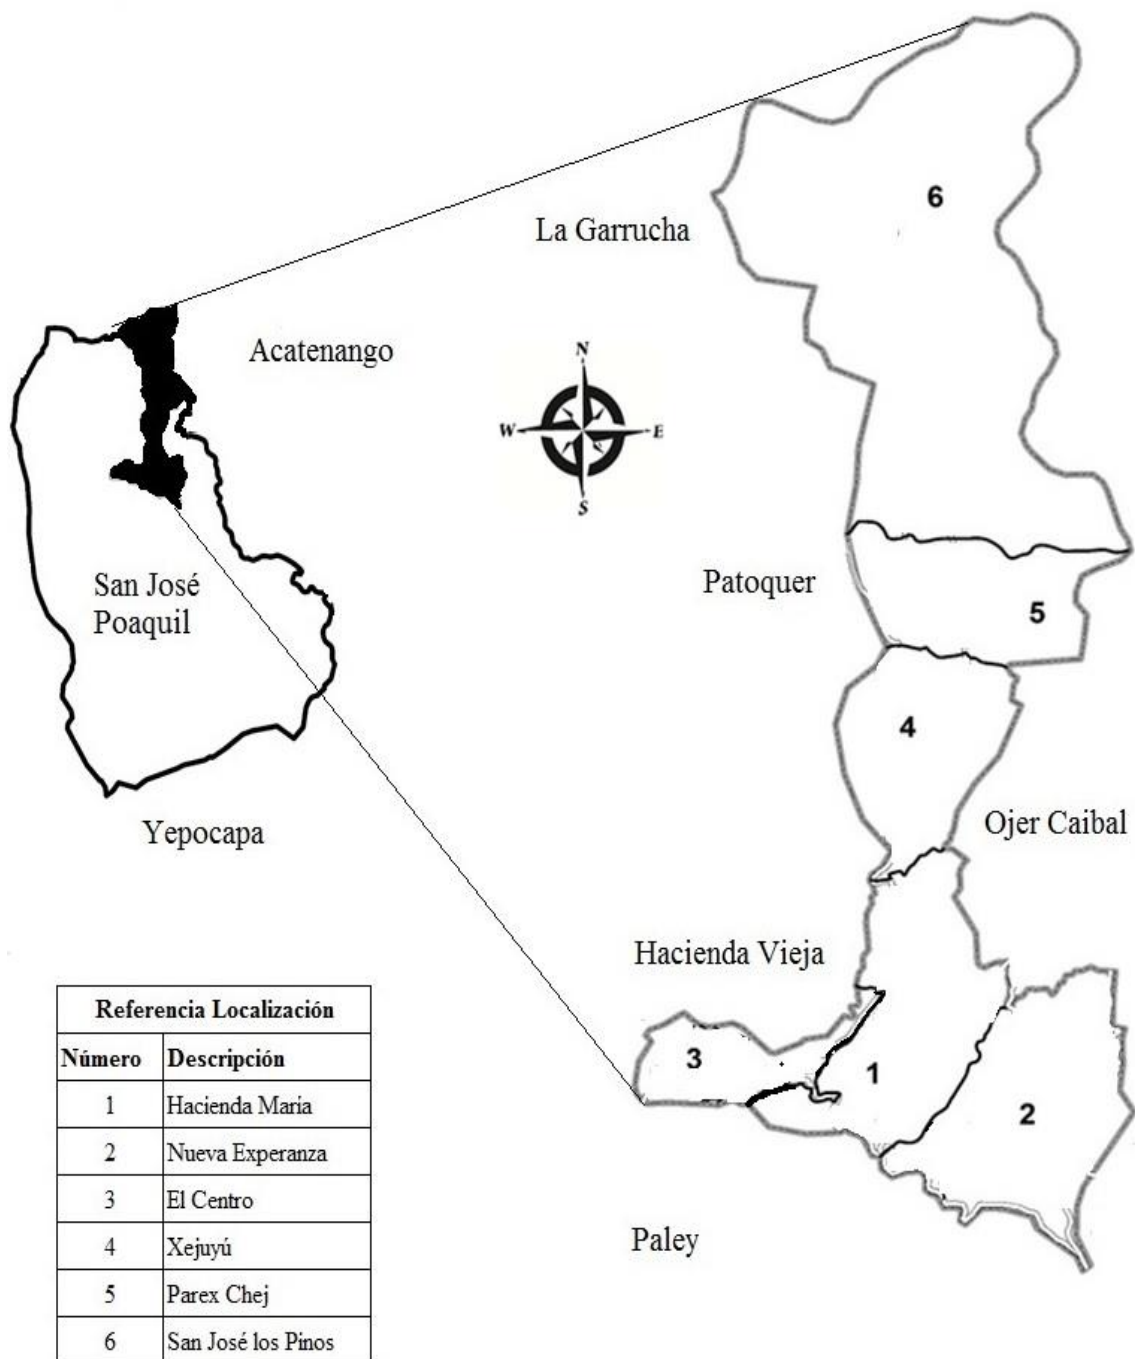 6
La Garrucha
Acatenango
N
W
E
S
San José
Poaquil
Patoquer
5
4
Yepocapa
Ojer Caibal
Hacienda Vieja
3
1
2
Paley
Referencia Localización
Número Descripción
1 Hacienda María
2 Nueva Experanza
3 El Centro
4 Xejuyú
5 Parex Chej
6 San José los Pinos